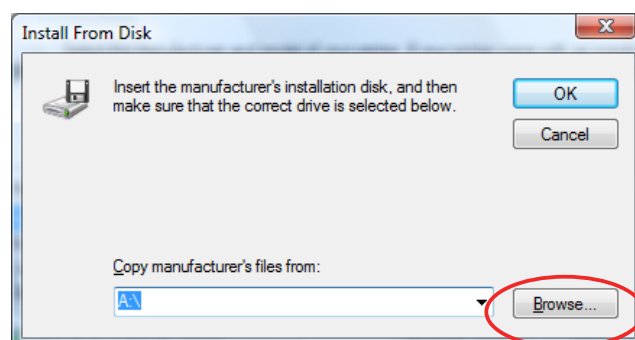 Install From Disk
Insert the manufacturer's installation disk, and then
make sure that the correct drive is selected below.
OK
Cancel
Copy manufacturer's files from:
A:\
Browse...